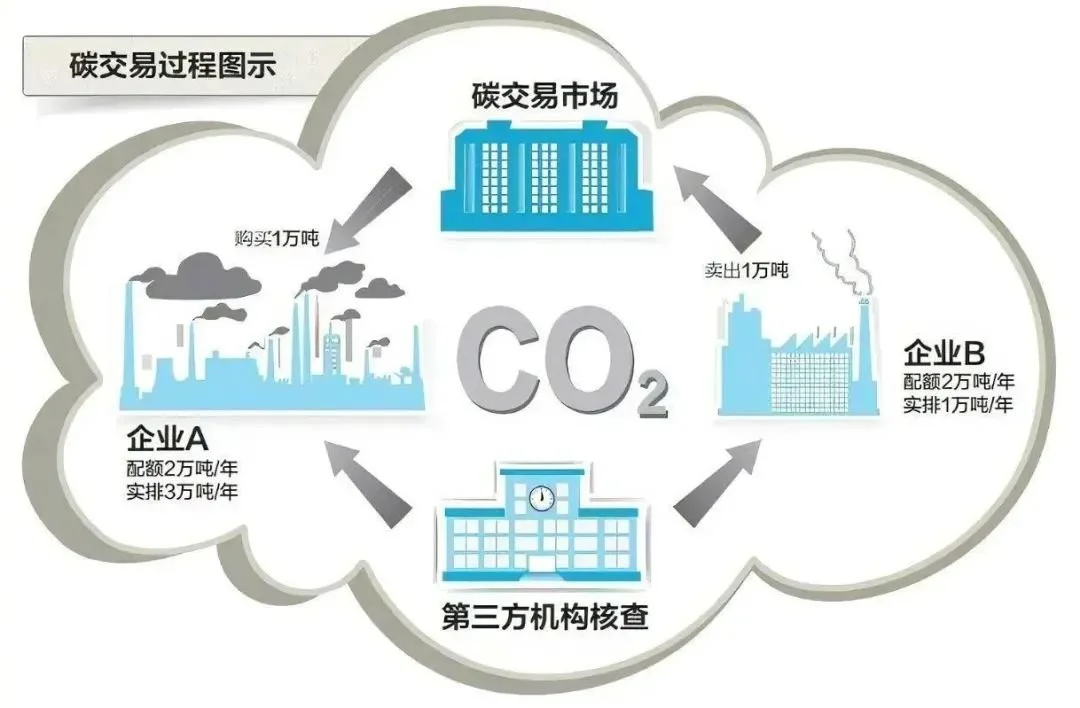 碳交易过程图示
碳交易市场
购买1万吨
卖出1万吨
CO₂
企业A
配额2万吨/年
实排3万吨/年
企业B
配额2万吨/年
实排1万吨/年
第三方机构核查